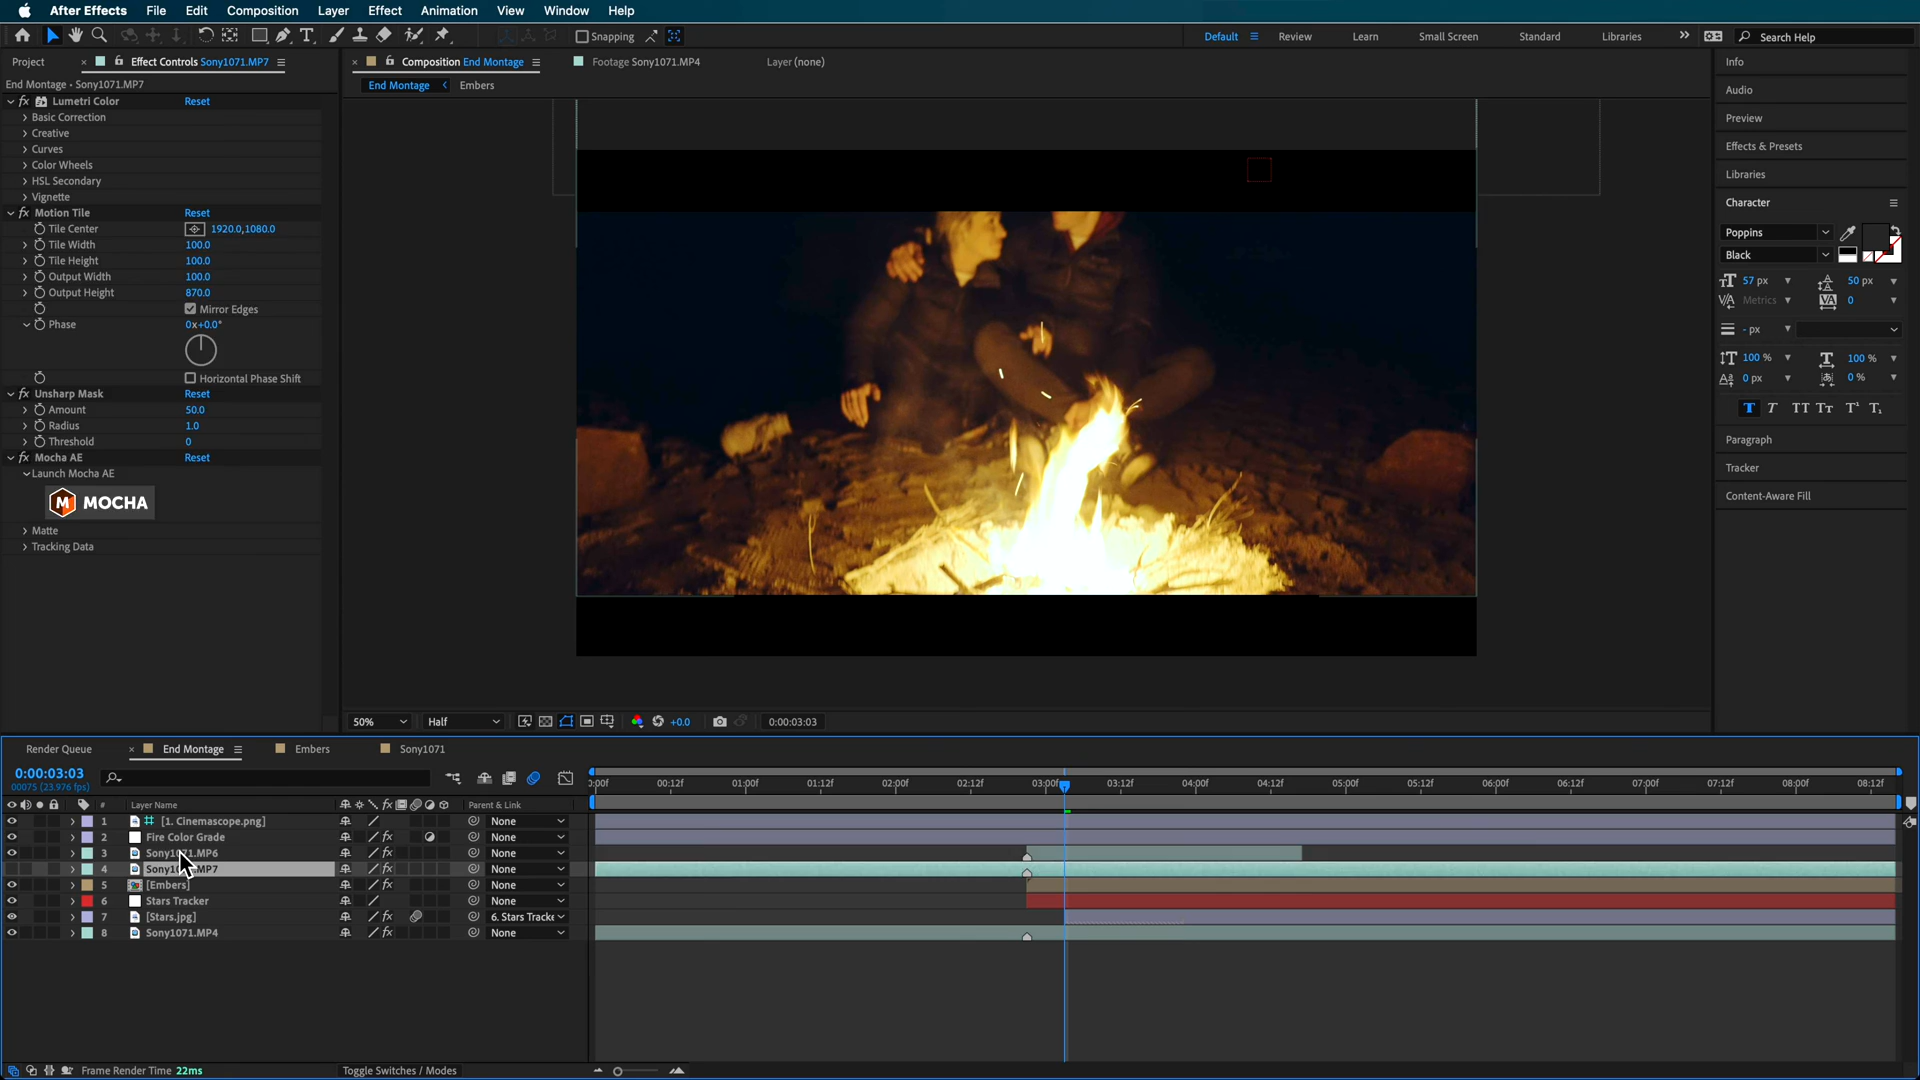 After Effects File Edit Composition Layer Effect Animation View Window Help
Snapping Default Review Learn Small Screen Standard Libraries Search Help
Project Effect Controls Sony1071.MP7
End Montage • Sony1071.MP7
fx Lumetri Color Reset
Basic Correction
Creative
Curves
Color Wheels
HSL Secondary
Vignette
fx Motion Tile Reset
Tile Center 1920.0,1080.0
Tile Width 100.0
Tile Height 100.0
Output Width 100.0
Output Height 870.0
Mirror Edges
Phase 0x+0.0°
Horizontal Phase Shift
fx Unsharp Mask Reset
Amount 50.0
Radius 1.0
Threshold 0
fx Mocha AE Reset
Launch Mocha AE
M MOCHA
Matte
Tracking Data
Composition End Montage Footage Sony1071.MP4 Layer (none)
End Montage Embers
50% Half +0.0 0:00:03:03
Info
Audio
Preview
Effects & Presets
Libraries
Character
Poppins
Black
57 px 50 px
Metrics 0
- px
100 % 100 %
0 px 0 %
T T TT Tt T¹ T₁
Paragraph
Tracker
Content-Aware Fill
Render Queue End Montage Embers Sony1071
0:00:03:03
00075 (23.976 fps)
):00f 00:12f 01:00f 01:12f 02:00f 02:12f 03:00f 03:12f 04:00f 04:12f 05:00f 05:12f 06:00f 06:12f 07:00f 07:12f 08:00f 08:12f
# Layer Name fx Parent & Link
1 [1. Cinemascope.png] None
2 Fire Color Grade fx None
3 Sony1071.MP6 fx None
4 Sony1071.MP7 fx None
5 [Embers] None
6 Stars Tracker None
7 [Stars.jpg] fx 6. Stars Tracke
8 Sony1071.MP4 None
Frame Render Time 22ms Toggle Switches / Modes